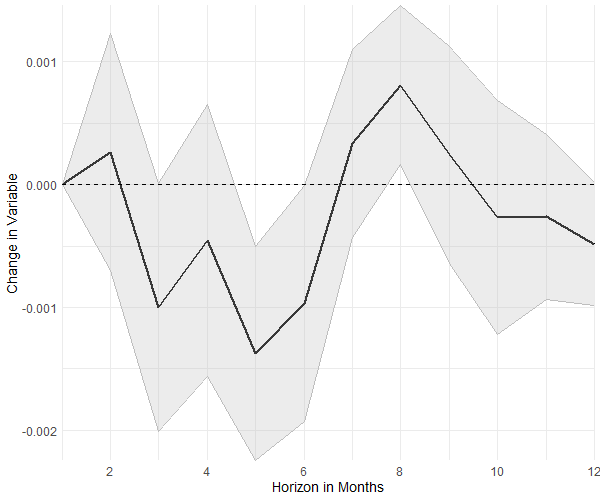 Change in Variable
0.001
0.000
-0.001
-0.002
2 4 6 8 10 12
Horizon in Months